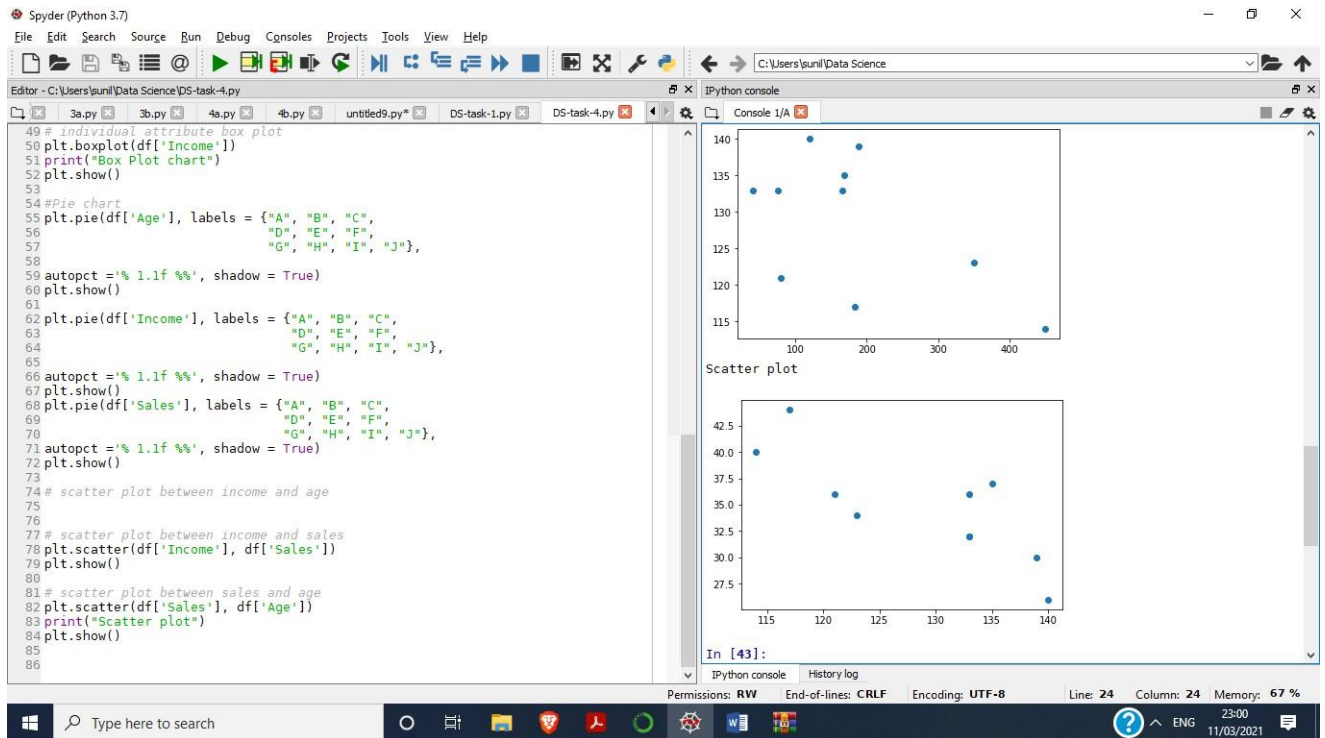 Spyder (Python 3.7)
File Edit Search Source Run Debug Consoles Projects Tools View Help
C:\Users\sunil\Data Science
Editor - C:\Users\sunil\Data Science\DS-task-4.py
3a.py 3b.py 4a.py 4b.py untitled9.py* DS-task-1.py DS-task-4.py
49 # individual attribute box plot
50 plt.boxplot(df['Income'])
51 print("Box Plot chart")
52 plt.show()
53
54 #Pie chart
55 plt.pie(df['Age'], labels = {"A", "B", "C",
56 "D", "E", "F",
57 "G", "H", "I", "J"},
58
59 autopct ='% 1.1f %%', shadow = True)
60 plt.show()
61
62 plt.pie(df['Income'], labels = {"A", "B", "C",
63 "D", "E", "F",
64 "G", "H", "I", "J"},
65
66 autopct ='% 1.1f %%', shadow = True)
67 plt.show()
68 plt.pie(df['Sales'], labels = {"A", "B", "C",
69 "D", "E", "F",
70 "G", "H", "I", "J"},
71 autopct ='% 1.1f %%', shadow = True)
72 plt.show()
73
74 # scatter plot between income and age
75
76
77 # scatter plot between income and sales
78 plt.scatter(df['Income'], df['Sales'])
79 plt.show()
80
81 # scatter plot between sales and age
82 plt.scatter(df['Sales'], df['Age'])
83 print("Scatter plot")
84 plt.show()
85
86
IPython console
Console 1/A
140
135
130
125
120
115
100 200 300 400
Scatter plot
42.5
40.0
37.5
35.0
32.5
30.0
27.5
115 120 125 130 135 140
In [43]:
IPython console History log
Permissions: RW End-of-lines: CRLF Encoding: UTF-8 Line: 24 Column: 24 Memory: 67 %
Type here to search
ENG
23:00
11/03/2021